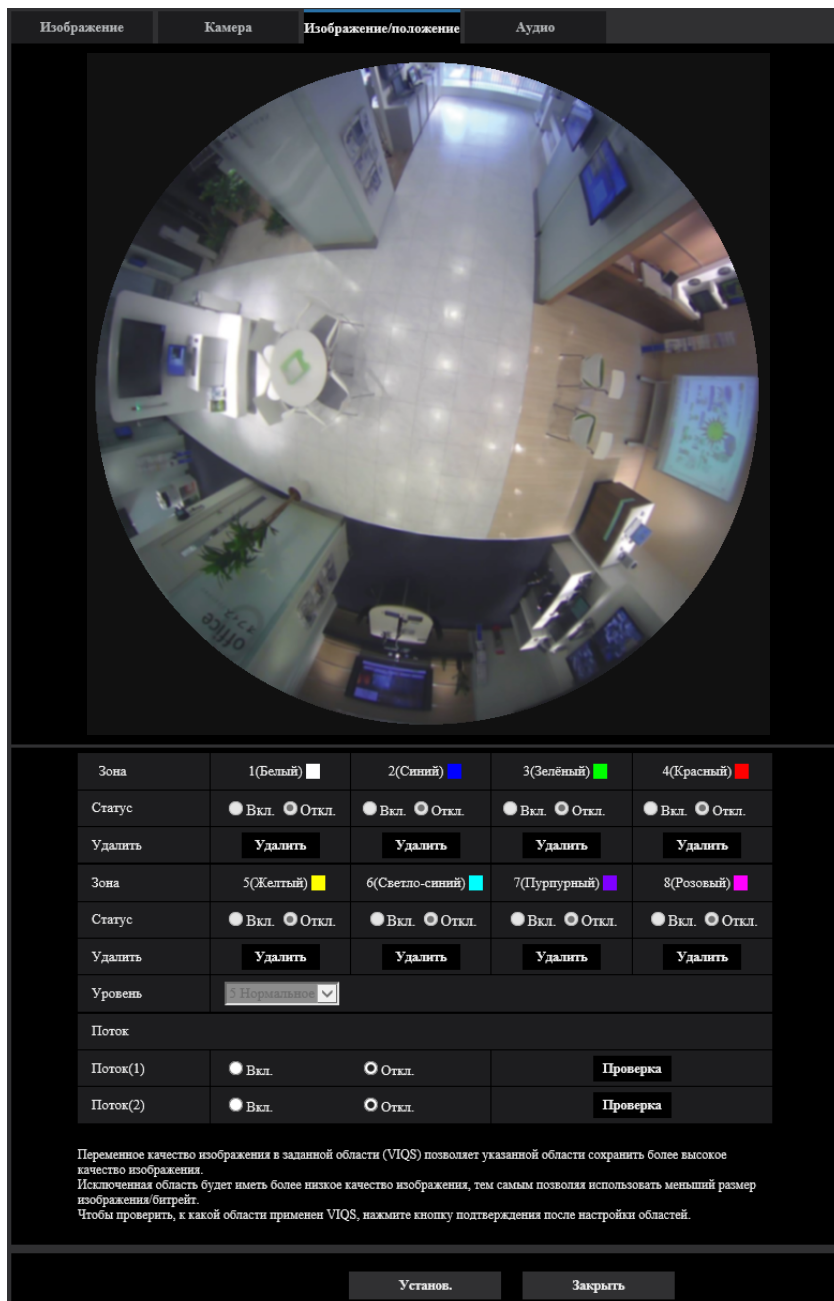 Изображение Камера Изображение/положение Аудио
office
オフィス
Зона 1(Белый) 2(Синий) 3(Зелёный) 4(Красный)
Статус Вкл. Откл. Вкл. Откл. Вкл. Откл. Вкл. Откл.
Удалить Удалить Удалить Удалить Удалить
Зона 5(Желтый) 6(Светло-синий) 7(Пурпурный) 8(Розовый)
Статус Вкл. Откл. Вкл. Откл. Вкл. Откл. Вкл. Откл.
Удалить Удалить Удалить Удалить Удалить
Уровень 5 Нормальное
Поток
Поток(1) Вкл. Откл. Проверка
Поток(2) Вкл. Откл. Проверка
Переменное качество изображения в заданной области (VIQS) позволяет указанной области сохранить более высокое
качество изображения.
Исключенная область будет иметь более низкое качество изображения, тем самым позволяя использовать меньший размер
изображения/битрейт.
Чтобы проверить, к какой области применен VIQS, нажмите кнопку подтверждения после настройки областей.
Установ. Закрыть